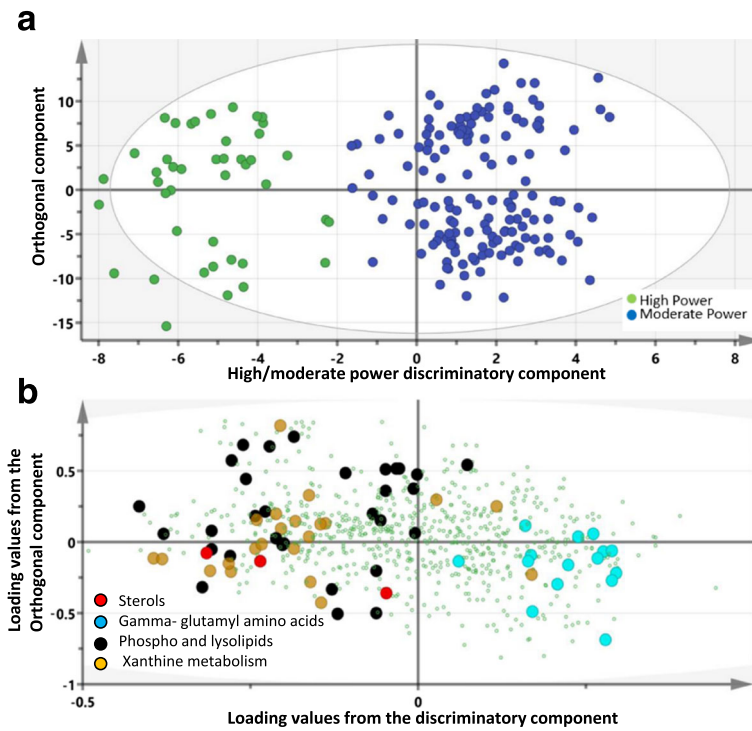 a
10
5
0
-5
-10
-15
Orthogonal component
High Power
Moderate Power
-8 -6 -4 -2 0 2 4 6 8
High/moderate power discriminatory component
b
0.5
0
-0.5
-1
Loading values from the
Orthogonal component
Sterols
Gamma- glutamyl amino acids
Phospho and lysolipids
Xanthine metabolism
-0.5 0
Loading values from the discriminatory component